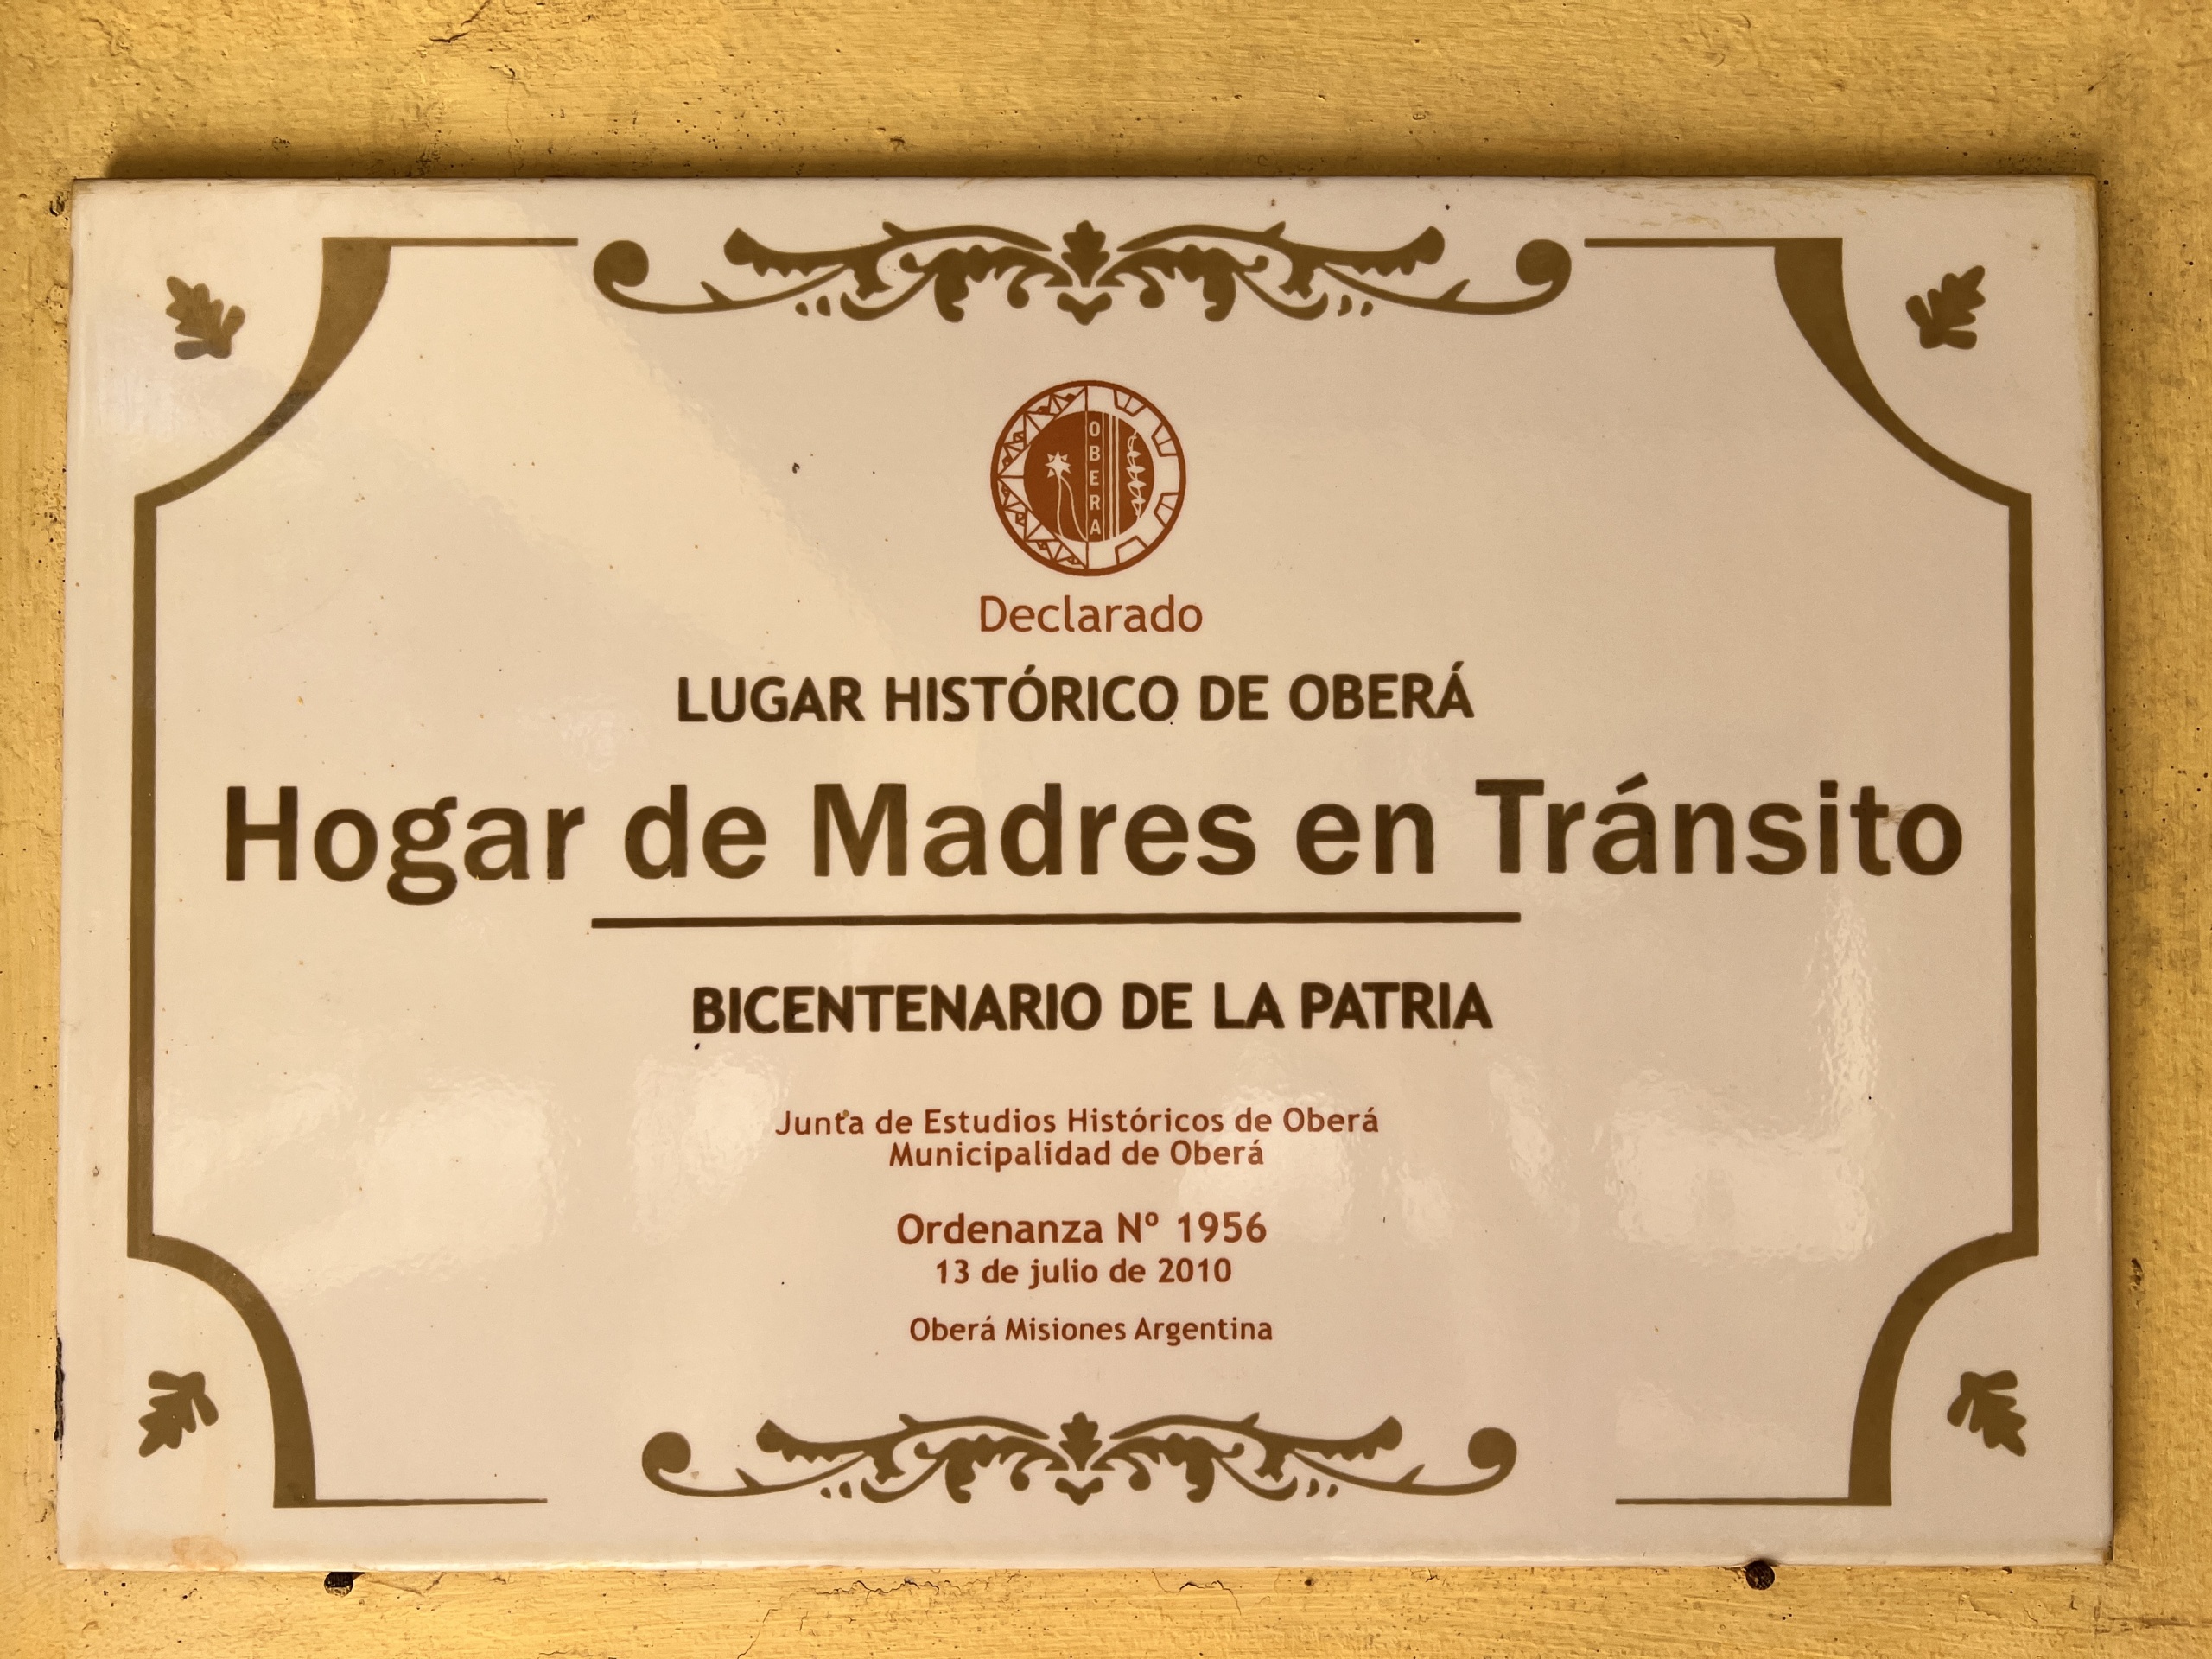 OBERA
Declarado
LUGAR HISTÓRICO DE OBERÁ
Hogar de Madres en Tránsito
BICENTENARIO DE LA PATRIA
Junta de Estudios Históricos de Oberá
Municipalidad de Oberá
Ordenanza Nº 1956
13 de julio de 2010
Oberá Misiones Argentina